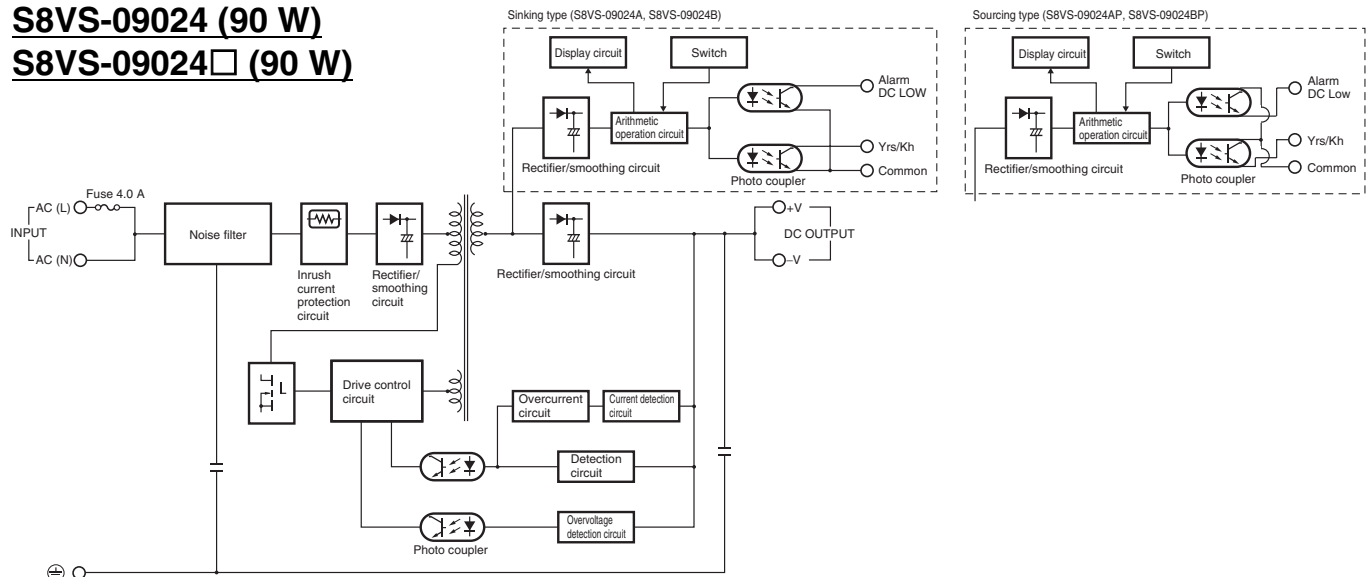 S8VS-09024 (90 W)
S8VS-09024□ (90 W)
Sinking type (S8VS-09024A, S8VS-09024B)
Display circuit
Switch
Alarm
DC LOW
Arithmetic
operation circuit
Yrs/Kh
Common
Rectifier/smoothing circuit
Photo coupler
Sourcing type (S8VS-09024AP, S8VS-09024BP)
Display circuit
Switch
Alarm
DC Low
Arithmetic
operation circuit
Yrs/Kh
Common
Rectifier/smoothing circuit
Photo coupler
Fuse 4.0 A
AC (L)
INPUT
AC (N)
Noise filter
Inrush
current
protection
circuit
Rectifier/
smoothing
circuit
Rectifier/smoothing circuit
+V
DC OUTPUT
–V
Drive control
circuit
Overcurrent
circuit
Current detection
circuit
Detection
circuit
Overvoltage
detection circuit
Photo coupler